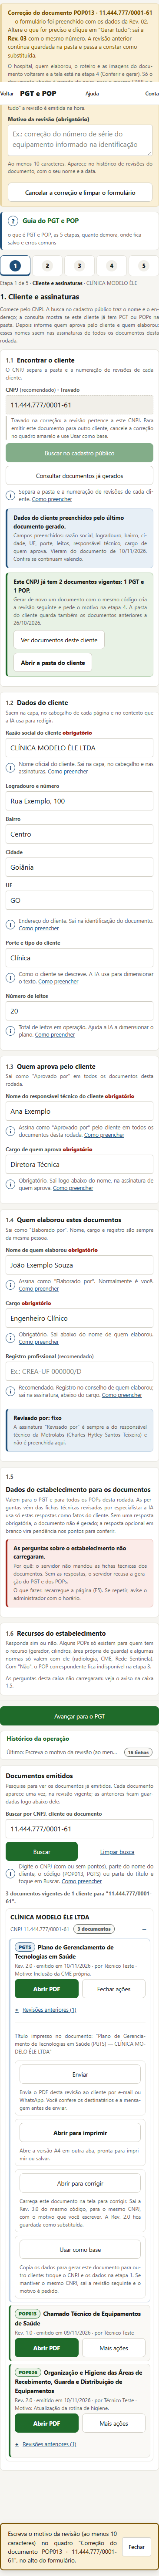 Correção do documento POP013 · 11.444.777/0001-61
— o formulário foi preenchido com os dados da Rev. 02.
Altere o que for preciso e clique em "Gerar tudo": sai a
Rev. 03 com o mesmo número. A revisão anterior
continua guardada na pasta e passa a constar como
substituída.
O hospital, quem elaborou, o roteiro e as imagens do docu-
mento voltaram e a tela está na etapa 4 (Conferir e gerar). Só o
Voltar PGT e POP Ajuda Conta
tudo" a revisão é emitida na hora.
Motivo da revisão (obrigatório)
Ex.: correção do número de série do equipamento informado na identificação
Ao menos 10 caracteres. Aparece no histórico de revisões do documento, com o seu nome e a data.
Cancelar a correção e limpar o formulário
? Guia do PGT e POP
o que é PGT e POP, as 5 etapas, quanto demora, onde fica salvo e erros comuns
1 2 3 4 5
Etapa 1 de 5 · Cliente e assinaturas · CLÍNICA MODELO ÉLE
1. Cliente e assinaturas
Comece pelo CNPJ. A busca no cadastro público traz o nome e o endereço; a consulta mostra se este cliente já tem PGT ou POPs na pasta. Depois informe quem aprova pelo cliente e quem elabora: esses nomes saem nas assinaturas de todos os documentos desta rodada.
1.1 Encontrar o cliente
O CNPJ separa a pasta e a numeração das revisões de cada cliente.
CNPJ (recomendado) · Travado
11.444.777/0001-61
Travado na correção: a revisão pertence a este CNPJ. Para emitir este documento para outro cliente, cancele a correção no quadro amarelo e use Usar como base.
Buscar no cadastro público
Consultar documentos já gerados
i Separa a pasta e a numeração de revisões de cada cliente. Como preencher
Dados do cliente preenchidos pelo último documento gerado.
Campos preenchidos: razão social, logradouro, bairro, cidade, UF, porte, leitos, responsável técnico, cargo de quem aprova. Vieram do documento de 10/11/2026. Confira se continuam valendo.
Este CNPJ já tem 2 documentos vigentes: 1 PGT e 1 POP.
Gerar de novo um documento com o mesmo código cria a revisão seguinte e pede o motivo na etapa 4. A pasta do cliente guarda também os documentos anteriores a 26/10/2026.
Ver documentos deste cliente
Abrir a pasta do cliente
1.2 Dados do cliente
Saem na capa, no cabeçalho de cada página e no contexto que a IA usa para redigir.
Razão social do cliente obrigatório
CLÍNICA MODELO ÉLE LTDA
i Nome oficial do cliente. Sai na capa, no cabeçalho e nas assinaturas. Como preencher
Logradouro e número
Rua Exemplo, 100
Bairro
Centro
Cidade
Goiânia
UF
GO
i Endereço do cliente. Sai na identificação do documento. Como preencher
Porte e tipo do cliente
Clínica
i Como o cliente se descreve. A IA usa para dimensionar o texto. Como preencher
Número de leitos
20
i Total de leitos em operação. Ajuda a IA a dimensionar o plano. Como preencher
1.3 Quem aprova pelo cliente
Sai como "Aprovado por" em todos os documentos desta rodada.
Nome do responsável técnico do cliente obrigatório
Ana Exemplo
i Assina como "Aprovado por" pelo cliente em todos os documentos desta rodada. Como preencher
Cargo de quem aprova obrigatório
Diretora Técnica
i Obrigatório. Sai logo abaixo do nome, na assinatura de quem aprova. Como preencher
1.4 Quem elaborou estes documentos
Sai como "Elaborado por". Nome, cargo e registro são sempre da mesma pessoa.
Nome de quem elaborou obrigatório
João Exemplo Souza
i Assina como "Elaborado por". Normalmente é você. Como preencher
Cargo obrigatório
Engenheiro Clínico
i Obrigatório. Sai abaixo do nome de quem elaborou. Como preencher
Registro profissional (recomendado)
Ex.: CREA-UF 000000/D
i Recomendado. Registro no conselho de quem elaborou; sai na assinatura, abaixo do cargo. Como preencher
Revisado por: fixo
A assinatura "Revisado por" é sempre a do responsável técnico da Metrolabs (Charles Hytley Santos Teixeira) e não é preenchida aqui.
1.5
Dados do estabelecimento para os documentos
Valem para o PGT e para todos os POPs desta rodada. As perguntas vêm das fichas técnicas revisadas por especialista: a IA só usa estas respostas como fatos do cliente. Sem uma resposta obrigatória, o documento não é gerado; a resposta opcional em branco vira pendência nos pontos para conferir.
As perguntas sobre o estabelecimento não carregaram.
Por quê: o servidor não mandou as fichas técnicas dos documentos. Sem as respostas, o servidor recusa a geração do PGT e dos POPs.
O que fazer: recarregue a página (F5). Se repetir, avise o administrador com o horário.
1.6 Recursos do estabelecimento
Responda sim ou não. Alguns POPs só existem para quem tem o recurso (gerador, cilindros, área própria de guarda) e algumas normas só valem com ele (radiologia, CME, Rede Sentinela). Com "Não", o POP correspondente fica indisponível na etapa 3.
As perguntas desta caixa não carregaram: veja o aviso na caixa 1.5.
Avançar para o PGT
Histórico da operação
Último: Escreva o motivo da revisão (ao men… 18 linhas
Documentos emitidos
Pesquise para ver os documentos já emitidos. Cada documento aparece uma vez, na revisão vigente; as anteriores ficam guardadas logo abaixo dele.
Buscar por CNPJ, cliente ou documento
11.444.777/0001-61
Buscar Limpar busca
i Digite o CNPJ (com ou sem pontos), parte do nome do cliente, o código (POP013, PGTS) ou parte do título e toque em Buscar. Como preencher
3 documentos vigentes de 1 cliente para "11.444.777/0001-61".
CLÍNICA MODELO ÉLE LTDA
CNPJ 11.444.777/0001-61 3 documentos −
PGTS Plano de Gerenciamento de Tecnologias em Saúde
Rev. 2.0 · emitido em 10/11/2026 · por Técnico Teste · Motivo: Inclusão de CME própria.
Abrir PDF Fechar ações
+ Revisões anteriores (1)
Título impresso no documento: "Plano de Gerenciamento de Tecnologias em Saúde (PGTS) — CLÍNICA MODELO ÉLE LTDA"
Enviar
Envia o PDF desta revisão ao cliente por e-mail ou WhatsApp. Você confere os destinatários e a mensagem antes de enviar.
Abrir para imprimir
Abre a versão A4 em outra aba, pronta para imprimir ou salvar.
Abrir para corrigir
Carrega este documento na tela para corrigir. Sai a Rev. 3.0 do mesmo código, para o mesmo CNPJ, com o motivo que você escrever. A Rev. 2.0 fica guardada como substituída.
Usar como base
Copia os dados para gerar este documento para outro cliente: troque o CNPJ e os dados na etapa 1. Se mantiver o mesmo CNPJ, sai a revisão seguinte e o motivo é pedido.
POP013 Chamado Técnico de Equipamentos de Saúde
Rev. 1.0 · emitido em 09/11/2026 · por Técnico Teste
Abrir PDF Mais ações
POP026 Organização e Higiene das Áreas de Recebimento, Guarda e Distribuição de Equipamentos
Rev. 2.0 · emitido em 10/11/2026 · por Técnico Teste · Motivo: Atualização da rotina de higiene.
Abrir PDF Mais ações
+ Revisões anteriores (1)
Escreva o motivo da revisão (ao menos 10 caracteres) no quadro "Correção do documento POP013 · 11.444.777/0001-61", no alto do formulário. Fechar